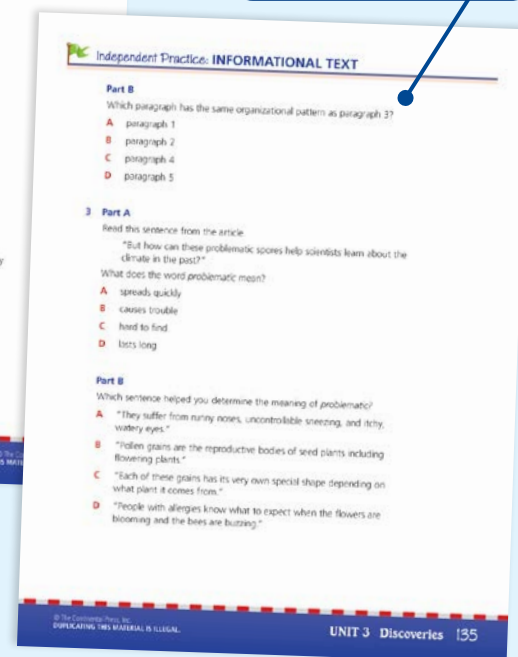 Independent Practice: INFORMATIONAL TEXT
Part B
Which paragraph has the same organizational pattern as paragraph 3?
A paragraph 1
B paragraph 2
C paragraph 4
D paragraph 5
3 Part A
Read this sentence from the article.
"But how can these problematic spores help scientists learn about the
climate in the past?"
What does the word problematic mean?
A spreads quickly
B causes trouble
C hard to find
D lasts long
Part B
Which sentence helped you determine the meaning of problematic?
A "They suffer from runny noses, uncontrollable sneezing, and itchy,
watery eyes."
B "Pollen grains are the reproductive bodies of seed plants including
flowering plants."
C "Each of these grains has its very own special shape depending on
what plant it comes from."
D "People with allergies know what to expect when the flowers are
blooming and the bees are buzzing."
© The Continental Press, Inc.
DUPLICATING THIS MATERIAL IS ILLEGAL.
UNIT 3 Discoveries 135